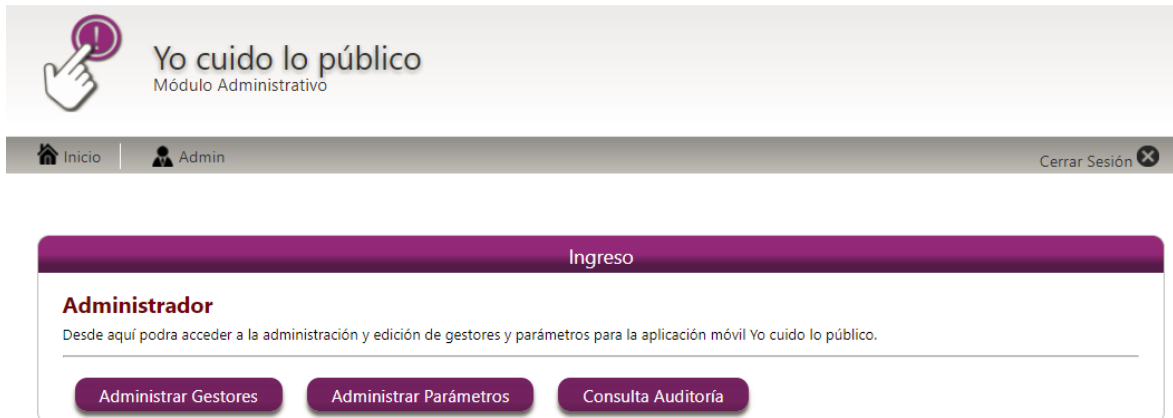 Yo cuido lo público
Módulo Administrativo
Inicio Admin Cerrar Sesión
Ingreso
Administrador
Desde aquí podra acceder a la administración y edición de gestores y parámetros para la aplicación móvil Yo cuido lo público.
Administrar Gestores Administrar Parámetros Consulta Auditoría